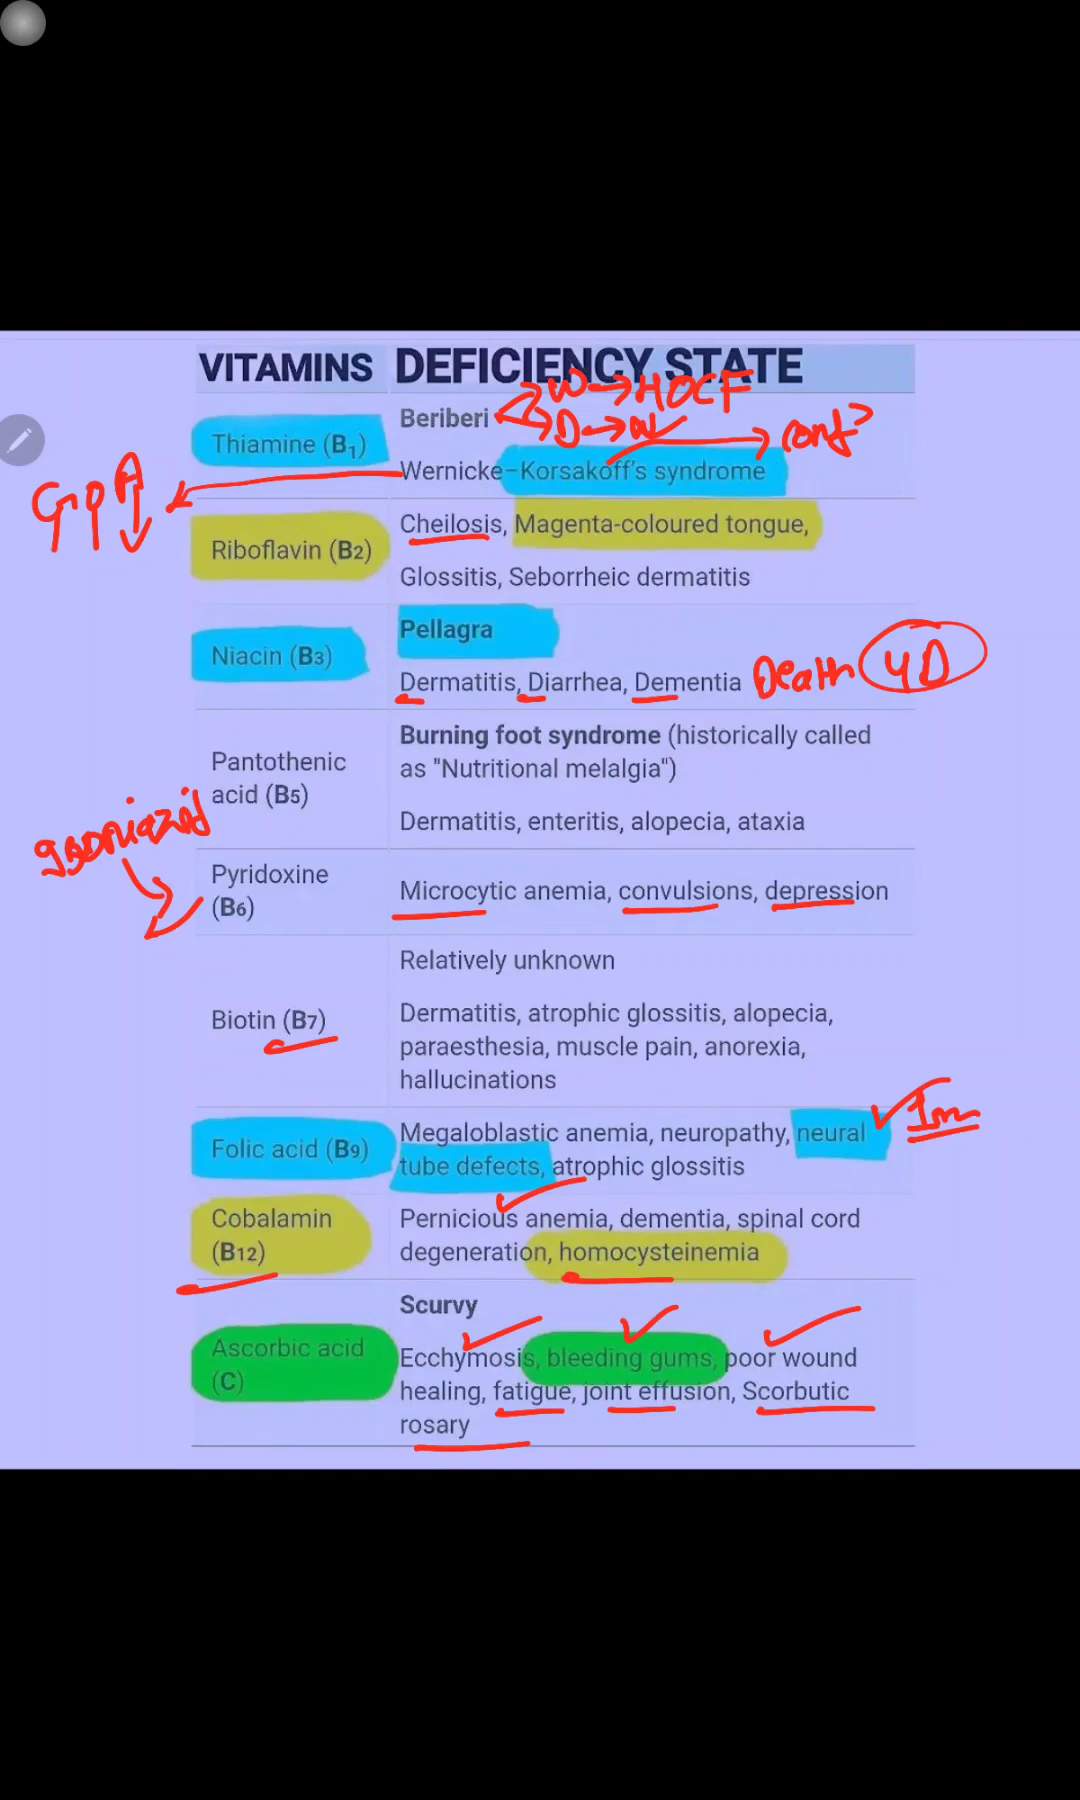 VITAMINS DEFICIENCY STATE
Thiamine (B1)
Beriberi
W → HOCF
D →
Wernicke-Korsakoff's syndrome
Riboflavin (B2)
Cheilosis, Magenta-coloured tongue,
Glossitis, Seborrheic dermatitis
Niacin (B3)
Pellagra
Dermatitis, Diarrhea, Dementia Death 4D
Pantothenic
acid (B5)
Burning foot syndrome (historically called
as "Nutritional melalgia")
Dermatitis, enteritis, alopecia, ataxia
Isoniazid
Pyridoxine
(B6)
Microcytic anemia, convulsions, depression
Biotin (B7)
Relatively unknown
Dermatitis, atrophic glossitis, alopecia,
paraesthesia, muscle pain, anorexia,
hallucinations
Folic acid (B9)
Megaloblastic anemia, neuropathy, neural
tube defects, atrophic glossitis
Cobalamin
(B12)
Pernicious anemia, dementia, spinal cord
degeneration, homocysteinemia
Ascorbic acid
(C)
Scurvy
Ecchymosis, bleeding gums, poor wound
healing, fatigue, joint effusion, Scorbutic
rosary